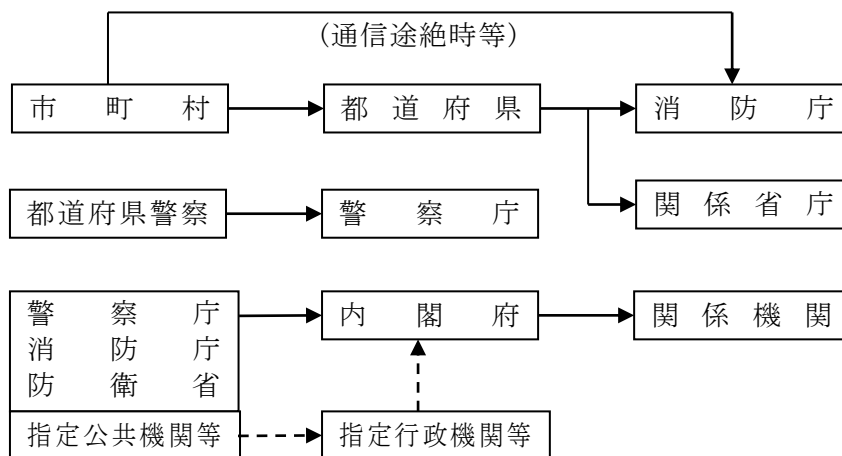 (通信途絶時等)
市町村
都道府県
消防庁
都道府県警察
警察庁
関係省庁
警察庁
消防庁
防衛省
内閣府
関係機関
指定公共機関等
指定行政機関等